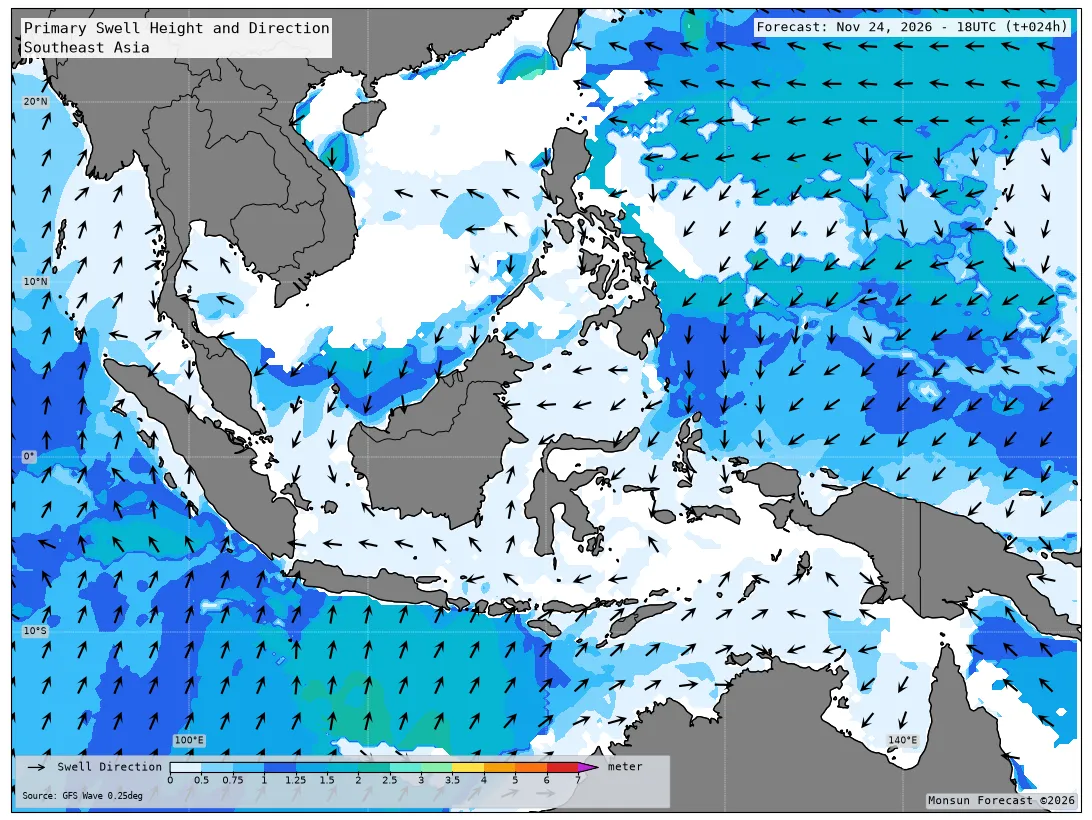 Primary Swell Height and Direction
Southeast Asia
Forecast: Nov 24, 2026 - 18UTC (t+024h)
20°N
10°N
0°
10°S
100°E
140°E
Swell Direction
0 0.5 0.75 1 1.25 1.5 2 2.5 3 3.5 4 5 6 7
meter
Source: GFS Wave 0.25deg
Monsun Forecast ©2026